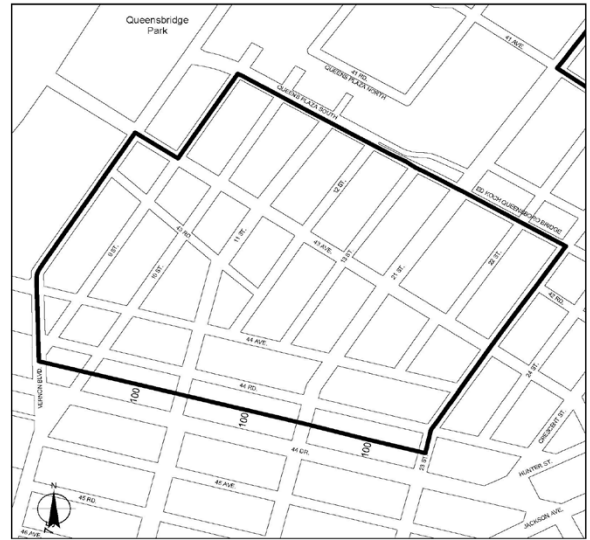 Queensbridge
Park
41 AVE.
41 RD.
QUEENS PLAZA NORTH
QUEENS PLAZA SOUTH
ED KOCH QUEENSBORO BRIDGE
12 ST.
43 RD.
11 ST.
43 AVE.
9 ST.
10 ST.
13 ST.
21 ST.
22 ST.
42 RD.
44 AVE.
24 ST.
VERNON BLVD.
44 RD.
100
100
100
CRESCENT ST.
44 DR.
23 ST.
HUNTER ST.
45 AVE.
45 RD.
JACKSON AVE.
46 AVE.
N